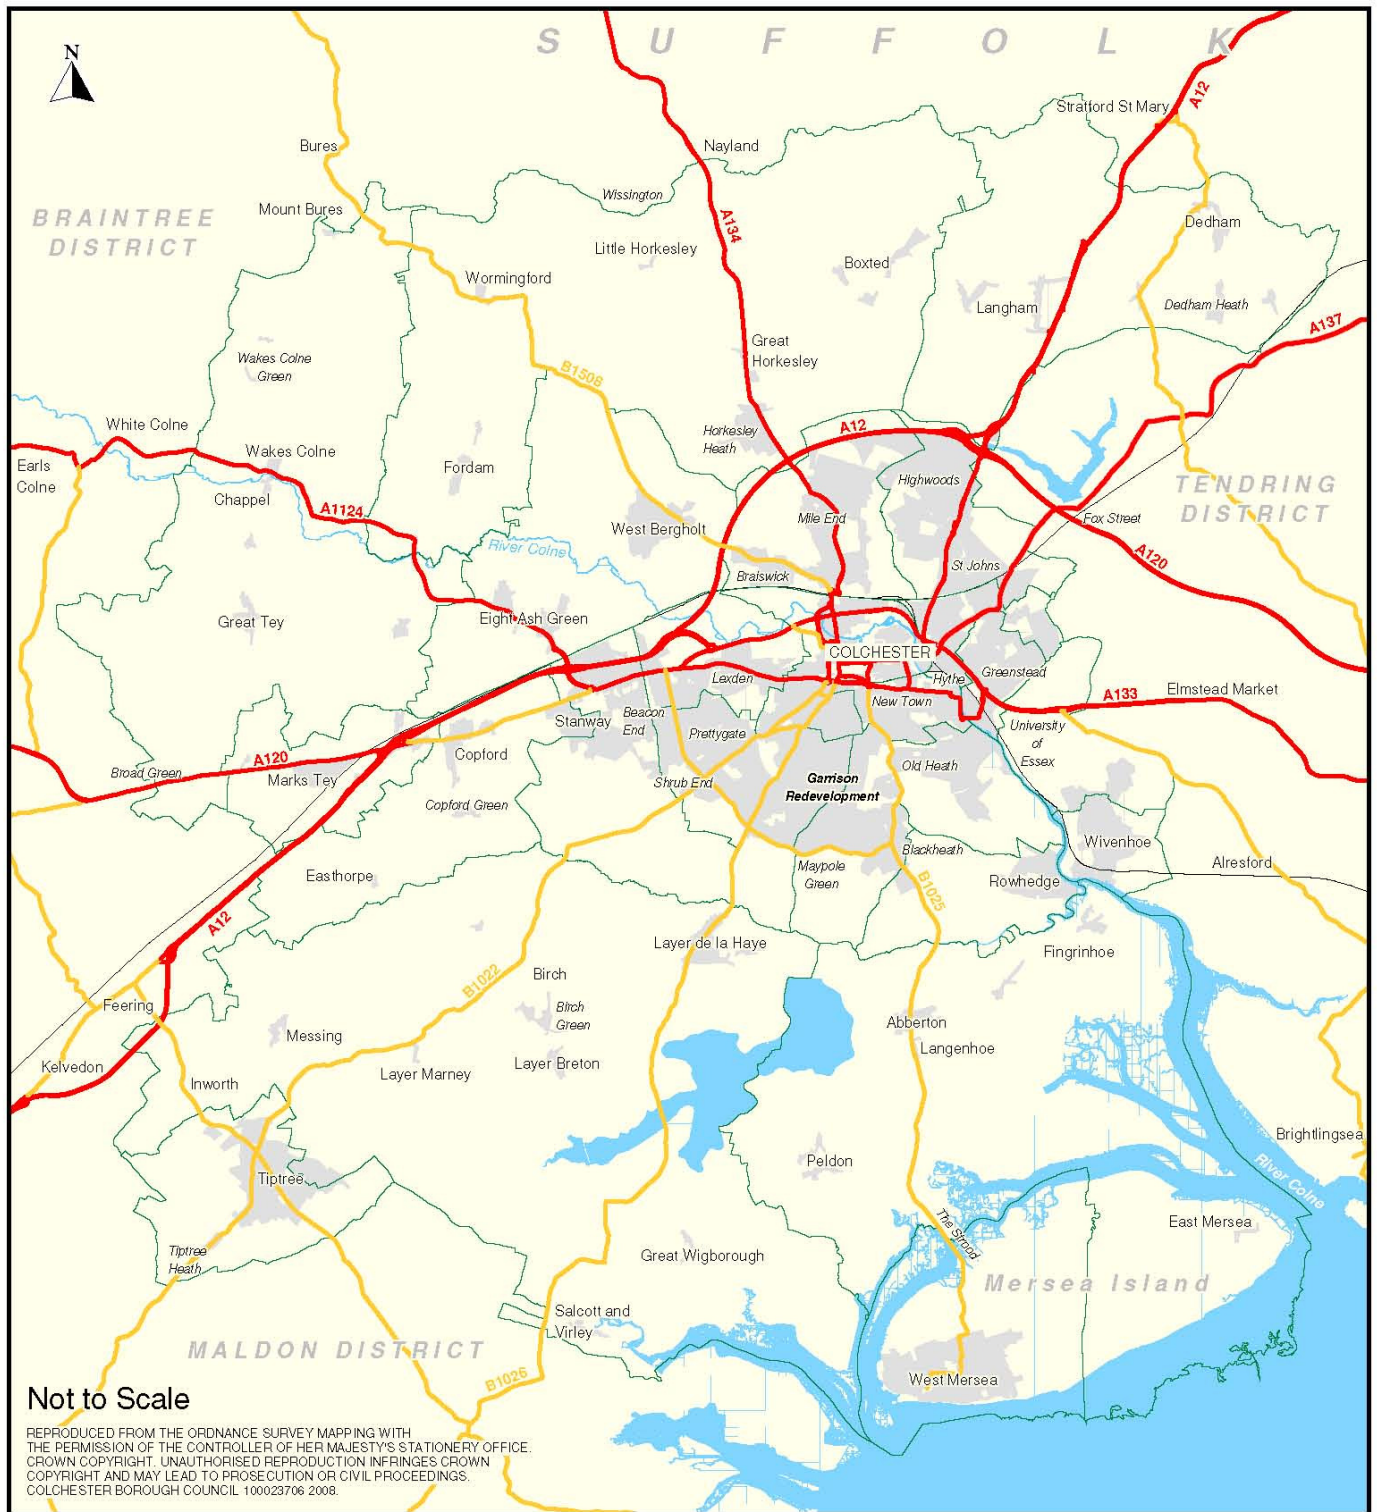 N
S U F F O L K
Stratford St Mary
A12
Nayland
Bures
Wissington
Mount Bures
BRAINTREE
DISTRICT
A134
Dedham
Little Horkesley
Boxted
Wormingford
Langham
Dedham Heath
A137
Great
Horkesley
Wakes Colne
Green
B1508
White Colne
A12
Horkesley
Heath
Wakes Colne
Earls
Colne
Fordam
Chappel
Highwoods
TENDRING
DISTRICT
A1124
West Bergholt
Mile End
Fox Street
River Colne
A120
Braiswick
St Johns
Great Tey
Eight Ash Green
COLCHESTER
Lexden
Hythe
Greenstead
A133
Elmstead Market
New Town
Stanway
Beacon
End
Prettygate
University
of
Essex
Copford
A120
Broad Green
Marks Tey
Shrub End
Old Heath
Garrison
Redevelopment
Copford Green
Blackheath
Wivenhoe
Alresford
Maypole
Green
Easthorpe
Rowhedge
B1025
A12
Layer de la Haye
Fingrinhoe
Birch
B1022
Feering
Birch
Green
Abberton
Messing
Langenhoe
Kelvedon
Layer Marney
Layer Breton
Inworth
Brightlingsea
Peldon
River Colne
Tiptree
East Mersea
The Strood
Tiptree
Heath
Great Wigborough
Mersea Island
Salcott and
Virley
MALDON DISTRICT
B1026
West Mersea
Not to Scale
REPRODUCED FROM THE ORDNANCE SURVEY MAPPING WITH
THE PERMISSION OF THE CONTROLLER OF HER MAJESTY'S STATIONERY OFFICE.
CROWN COPYRIGHT. UNAUTHORISED REPRODUCTION INFRINGES CROWN
COPYRIGHT AND MAY LEAD TO PROSECUTION OR CIVIL PROCEEDINGS.
COLCHESTER BOROUGH COUNCIL 100023706 2008.